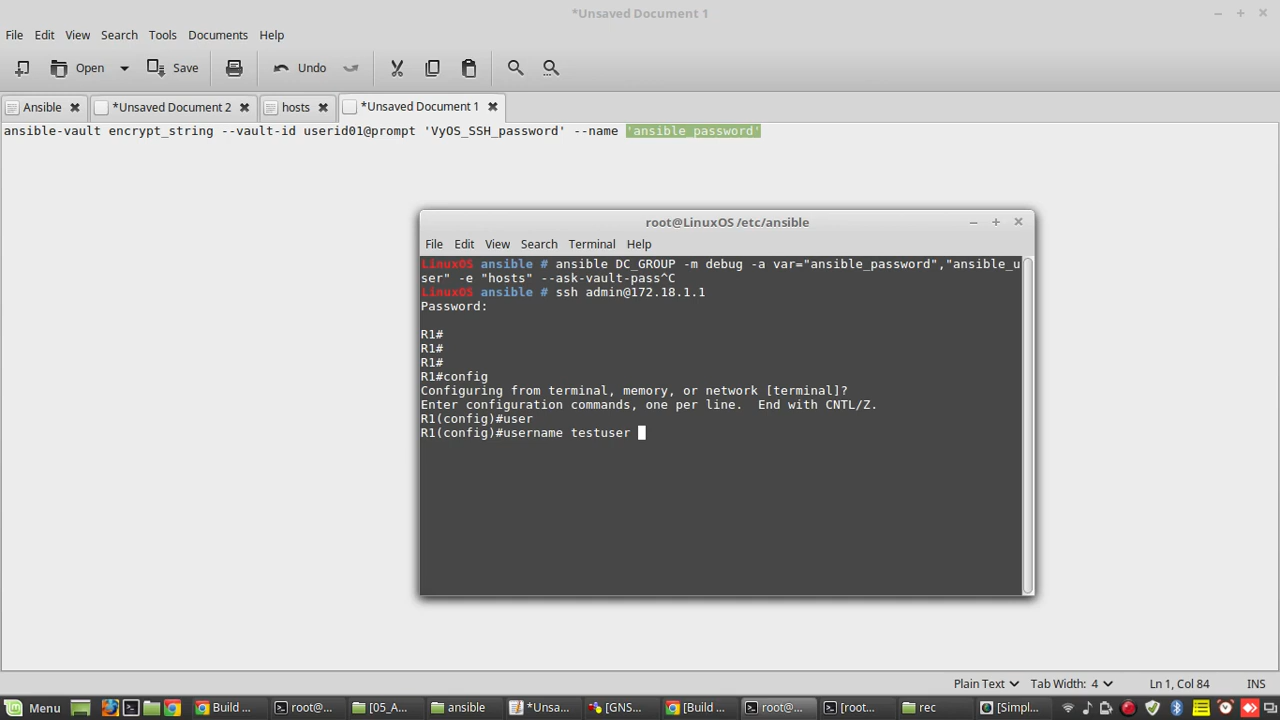 *Unsaved Document 1
File Edit View Search Tools Documents Help
Open Save Undo
Ansible *Unsaved Document 2 hosts *Unsaved Document 1
ansible-vault encrypt_string --vault-id userid01@prompt 'VyOS_SSH_password' --name 'ansible_password'
root@LinuxOS /etc/ansible
File Edit View Search Terminal Help
LinuxOS ansible # ansible DC_GROUP -m debug -a var="ansible_password","ansible_u
ser" -e "hosts" --ask-vault-pass^C
LinuxOS ansible # ssh admin@172.18.1.1
Password:
R1#
R1#
R1#
R1#config
Configuring from terminal, memory, or network [terminal]?
Enter configuration commands, one per line.  End with CNTL/Z.
R1(config)#user
R1(config)#username testuser
Plain Text Tab Width: 4 Ln 1, Col 84 INS
Menu Build ... root@... [05_A... ansible *Unsa... [GNS... [Build ... root@... [root... rec [Simpl...